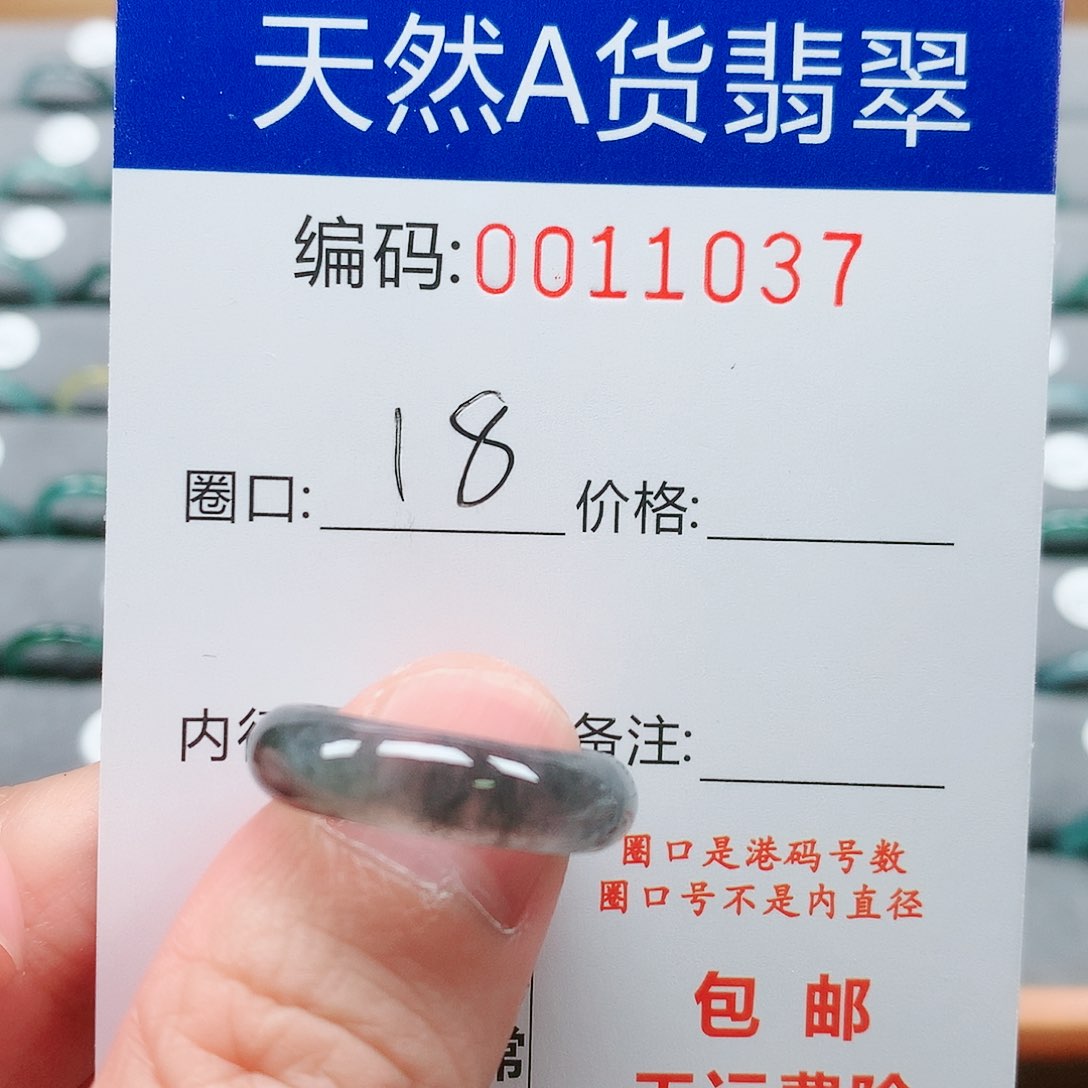 天然A货翡翠
编码:0011037
圈口: 18 价格:
内 备注:
圈口是港码号数
圈口号不是内直径
包邮